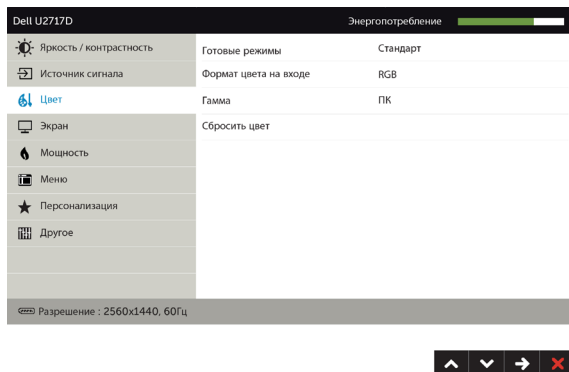 Dell U2717D Энергопотребление
Яркость / контрастность
Источник сигнала
Цвет
Экран
Мощность
Меню
Персонализация
Другое
Готовые режимы Стандарт
Формат цвета на входе RGB
Гамма ПК
Сбросить цвет
Разрешение : 2560x1440, 60Гц